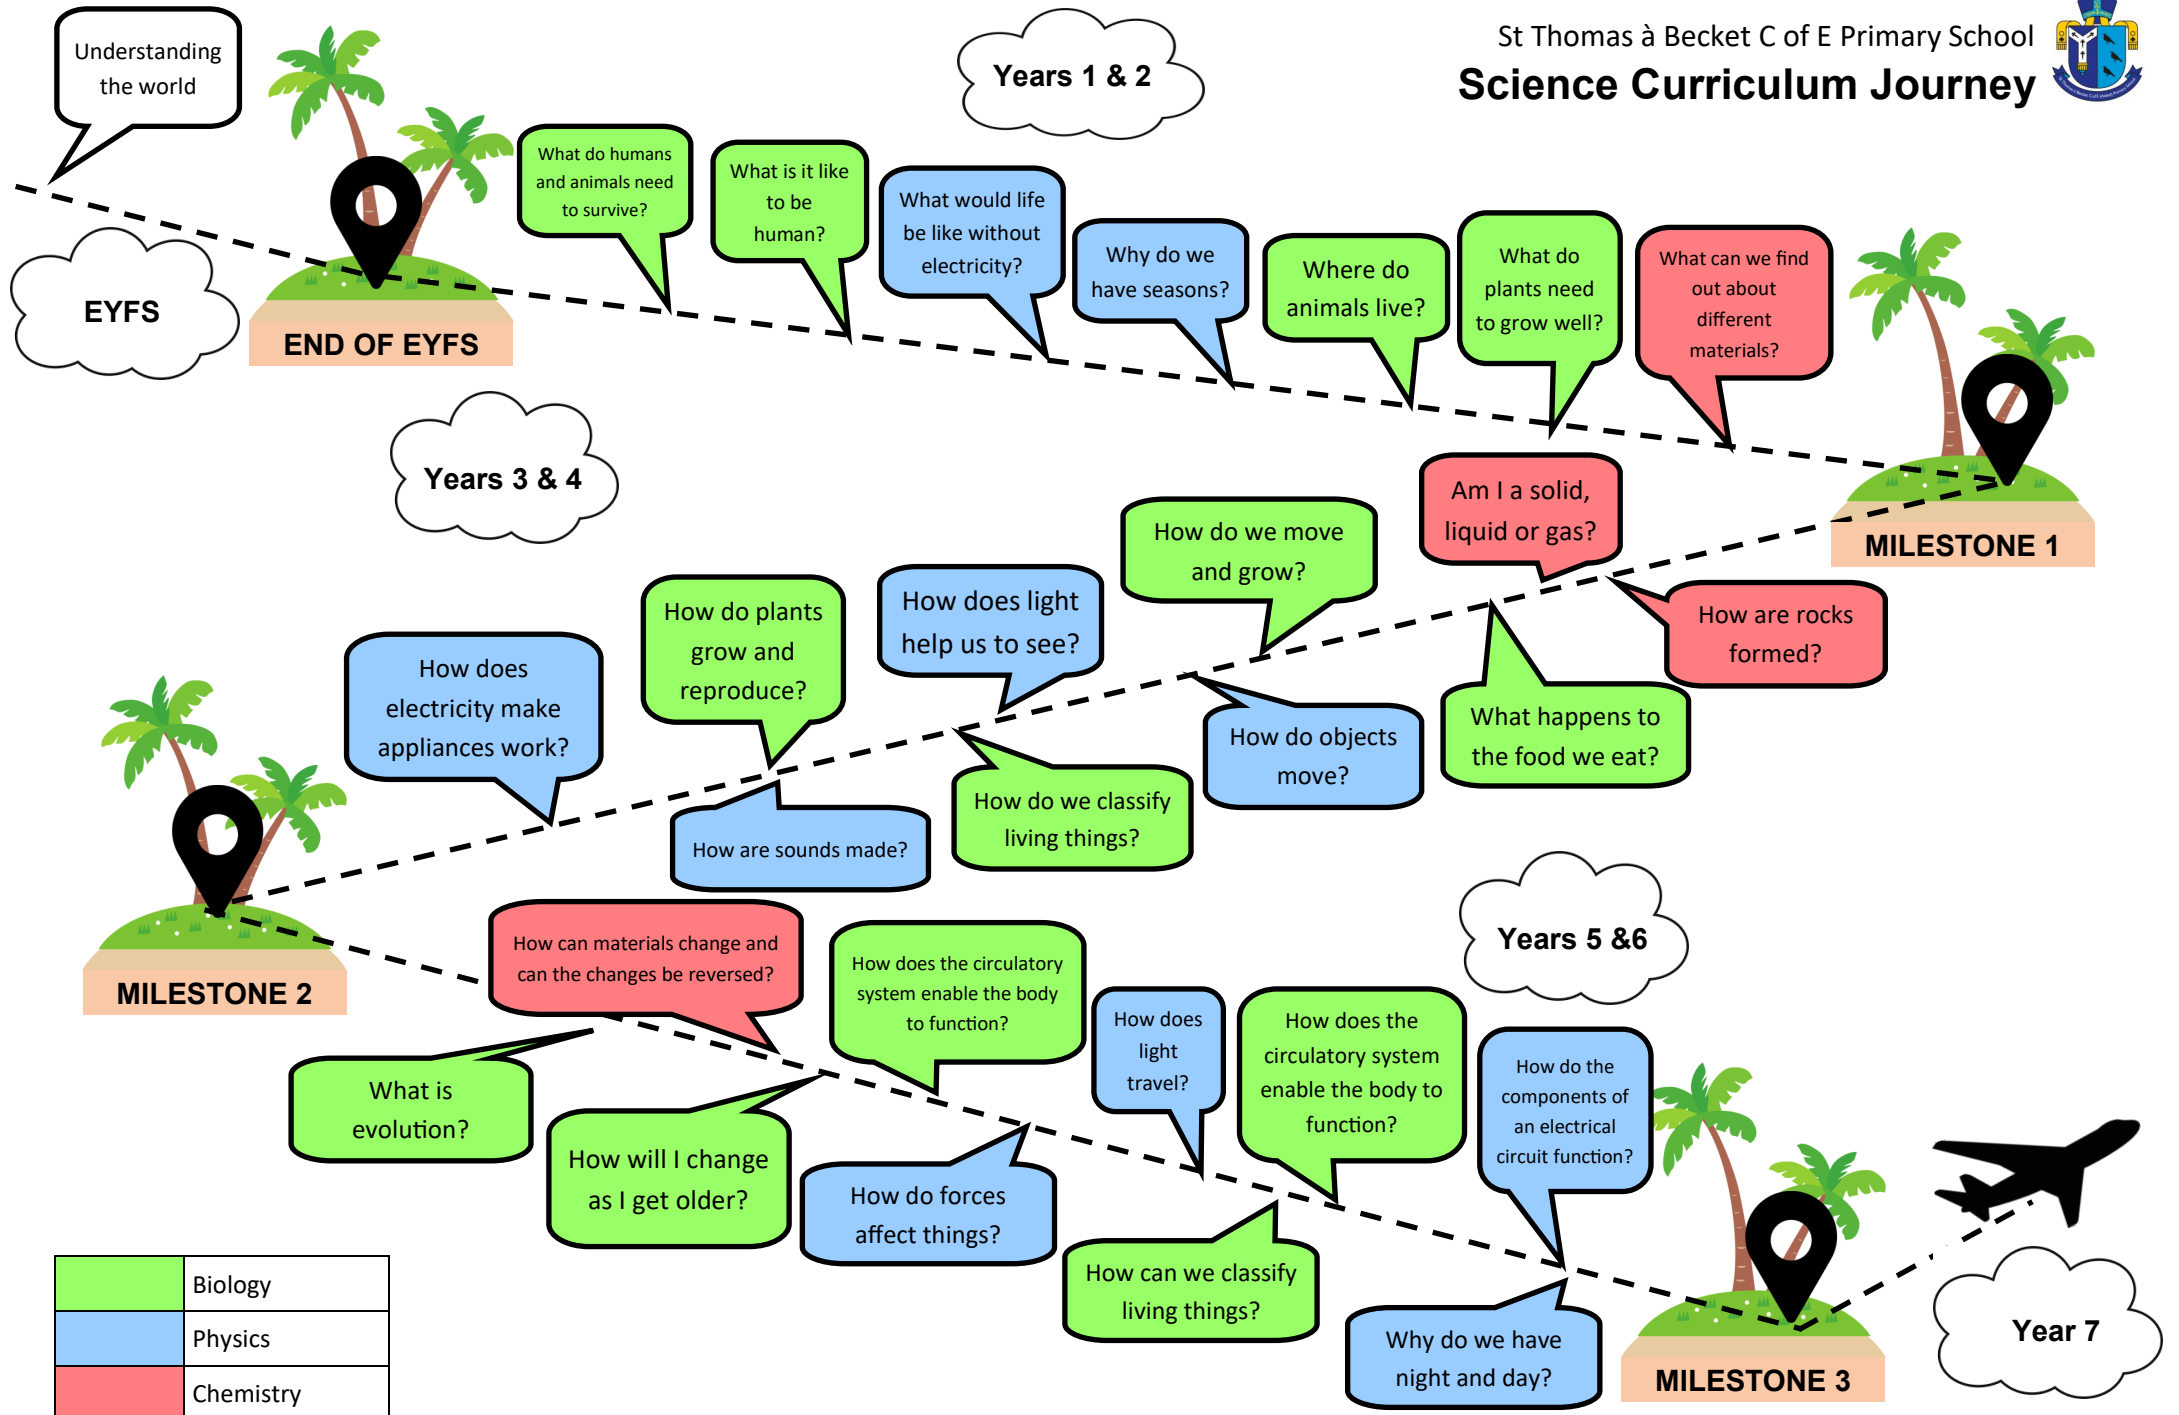 St Thomas à Becket C of E Primary School
Science Curriculum Journey
Understanding
the world
EYFS
END OF EYFS
Years 1 & 2
What do humans
and animals need
to survive?
What is it like
to be
human?
What would life
be like without
electricity?
Why do we
have seasons?
Where do
animals live?
What do
plants need
to grow well?
What can we find
out about
different
materials?
MILESTONE 1
Years 3 & 4
How are rocks
formed?
Am I a solid,
liquid or gas?
What happens to
the food we eat?
How do we move
and grow?
How do objects
move?
How does light
help us to see?
How do we classify
living things?
How do plants
grow and
reproduce?
How are sounds made?
How does
electricity make
appliances work?
MILESTONE 2
Years 5 &6
What is
evolution?
How can materials change and
can the changes be reversed?
How will I change
as I get older?
How does the circulatory
system enable the body
to function?
How do forces
affect things?
How does
light
travel?
How can we classify
living things?
How does the
circulatory system
enable the body to
function?
How do the
components of
an electrical
circuit function?
Why do we have
night and day?
MILESTONE 3
Year 7
Biology
Physics
Chemistry